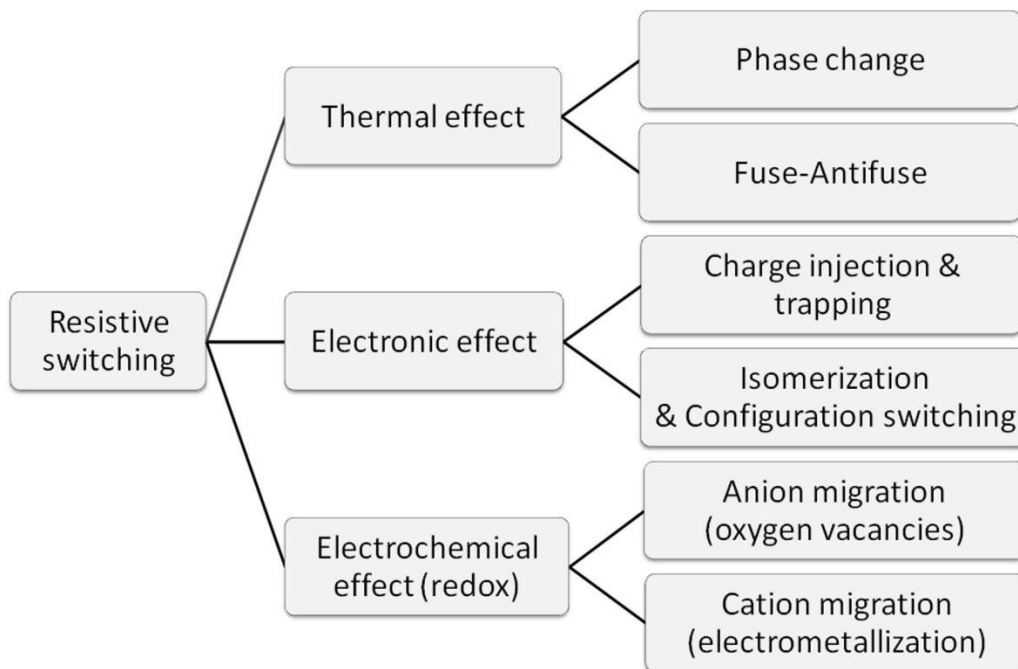 Resistive
switching
Thermal effect
Phase change
Fuse-Antifuse
Electronic effect
Charge injection &
trapping
Isomerization
& Configuration switching
Electrochemical
effect (redox)
Anion migration
(oxygen vacancies)
Cation migration
(electrometallization)